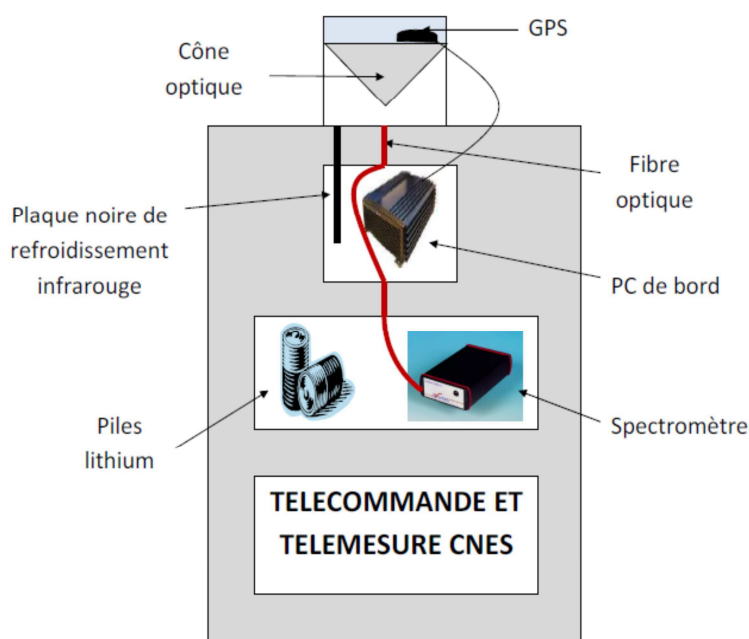 GPS
Cône
optique
Fibre
optique
Plaque noire de
refroidissement
infrarouge
PC de bord
Piles
lithium
Spectromètre
TELECOMMANDE ET
TELEMESURE CNES